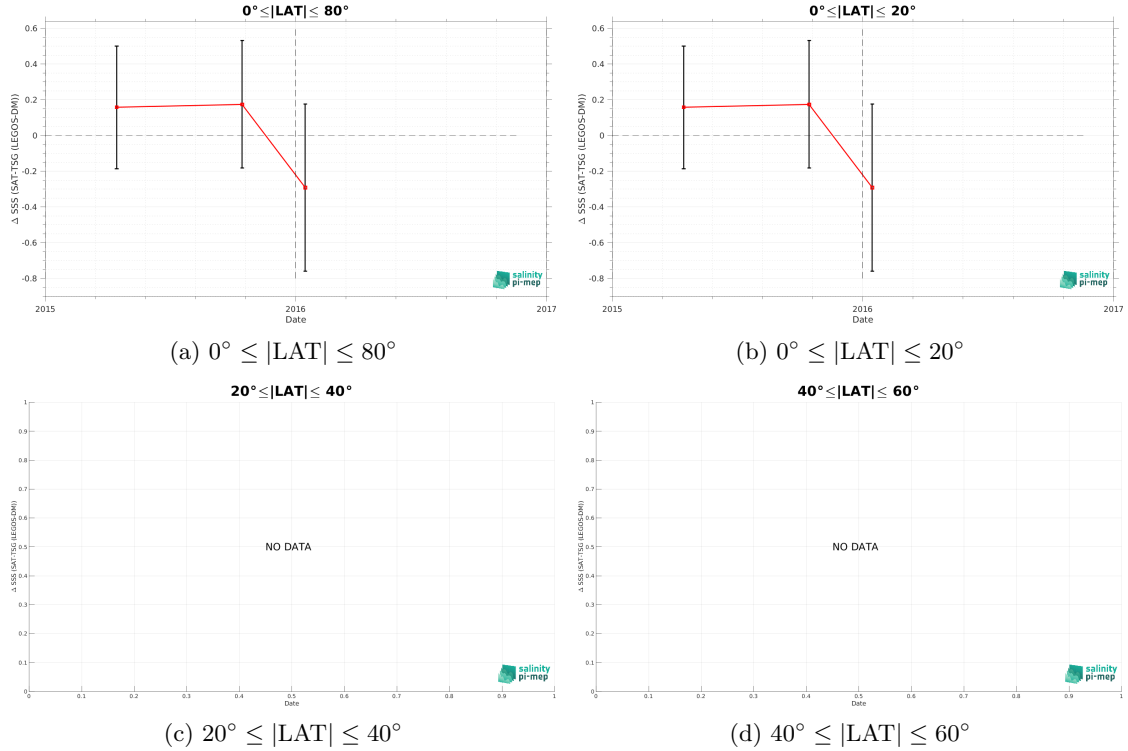 0°≤|LAT|≤ 80°
0.6
0.4
0.2
0
-0.2
-0.4
-0.6
-0.8
Δ SSS (SAT-TSG (LEGOS-DM))
2015
2016
2017
Date
salinity
pi-mep
(a) 0° ≤ |LAT| ≤ 80°
0°≤|LAT|≤ 20°
0.6
0.4
0.2
0
-0.2
-0.4
-0.6
-0.8
Δ SSS (SAT-TSG (LEGOS-DM))
2015
2016
2017
Date
salinity
pi-mep
(b) 0° ≤ |LAT| ≤ 20°
20°≤|LAT|≤ 40°
1
0.9
0.8
0.7
0.6
0.5
0.4
0.3
0.2
0.1
0
Δ SSS (SAT-TSG (LEGOS-DM))
NO DATA
0 0.1 0.2 0.3 0.4 0.5 0.6 0.7 0.8 0.9 1
Date
salinity
pi-mep
(c) 20° ≤ |LAT| ≤ 40°
40°≤|LAT|≤ 60°
1
0.9
0.8
0.7
0.6
0.5
0.4
0.3
0.2
0.1
0
Δ SSS (SAT-TSG (LEGOS-DM))
NO DATA
0 0.1 0.2 0.3 0.4 0.5 0.6 0.7 0.8 0.9 1
Date
salinity
pi-mep
(d) 40° ≤ |LAT| ≤ 60°